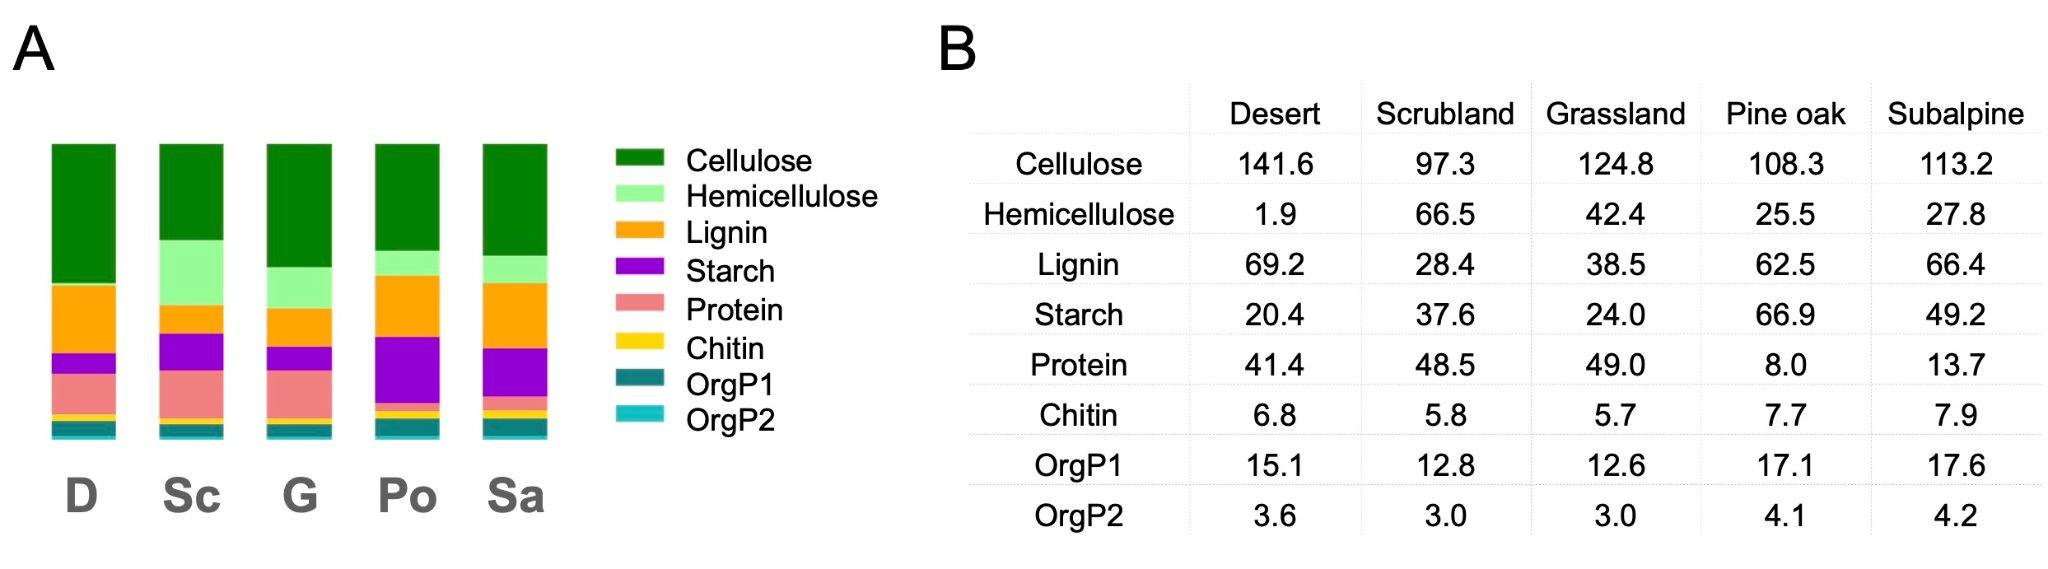 A
Cellulose
Hemicellulose
Lignin
Starch
Protein
Chitin
OrgP1
OrgP2
D Sc G Po Sa
B
Desert Scrubland Grassland Pine oak Subalpine
Cellulose 141.6 97.3 124.8 108.3 113.2
Hemicellulose 1.9 66.5 42.4 25.5 27.8
Lignin 69.2 28.4 38.5 62.5 66.4
Starch 20.4 37.6 24.0 66.9 49.2
Protein 41.4 48.5 49.0 8.0 13.7
Chitin 6.8 5.8 5.7 7.7 7.9
OrgP1 15.1 12.8 12.6 17.1 17.6
OrgP2 3.6 3.0 3.0 4.1 4.2